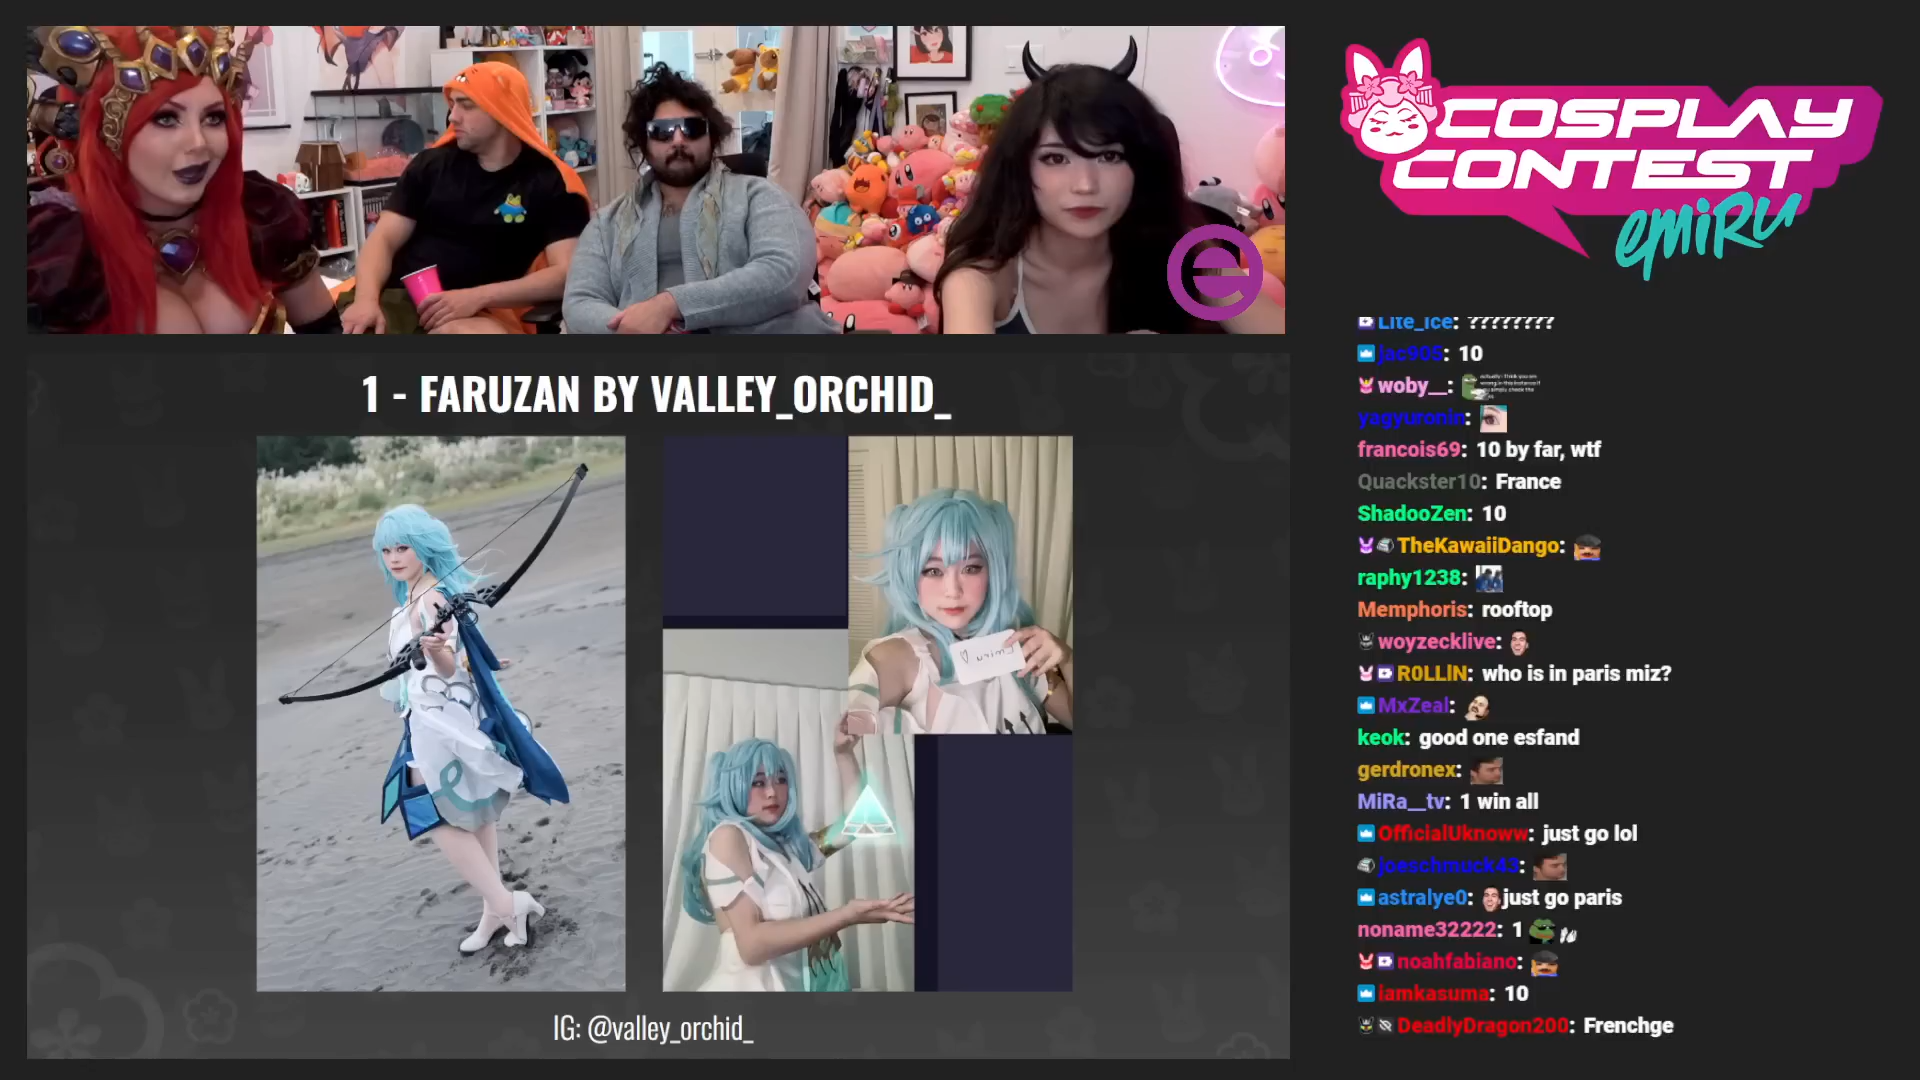 COSPLAY
CONTEST
emiru
1 - FARUZAN BY VALLEY_ORCHID_
IG: @valley_orchid_
Lite_ice: ????????
jac905: 10
woby__:
yagyuronin:
francois69: 10 by far, wtf
Quackster10: France
ShadooZen: 10
TheKawaiiDango:
raphy1238:
Memphoris: rooftop
woyzecklive:
R0LLlN: who is in paris miz?
MxZeal:
keok: good one esfand
gerdronex:
MiRa__tv: 1 win all
OfficialUknoww: just go lol
joeschmuck43:
astralye0: just go paris
noname32222: 1
noahfabiano:
iamkasuma: 10
DeadlyDragon200: Frenchge